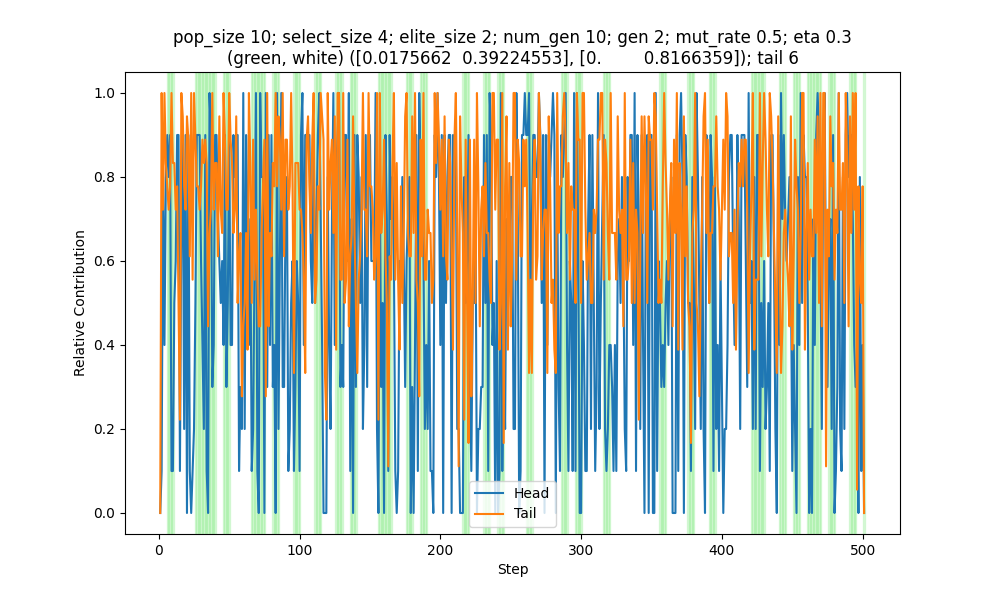 pop_size 10; select_size 4; elite_size 2; num_gen 10; gen 2; mut_rate 0.5; eta 0.3
(green, white) ([0.0175662  0.39224553], [0.         0.8166359]); tail 6
1.0
0.8
0.6
0.4
0.2
0.0
Relative Contribution
Head
Tail
0
100
200
300
400
500
Step